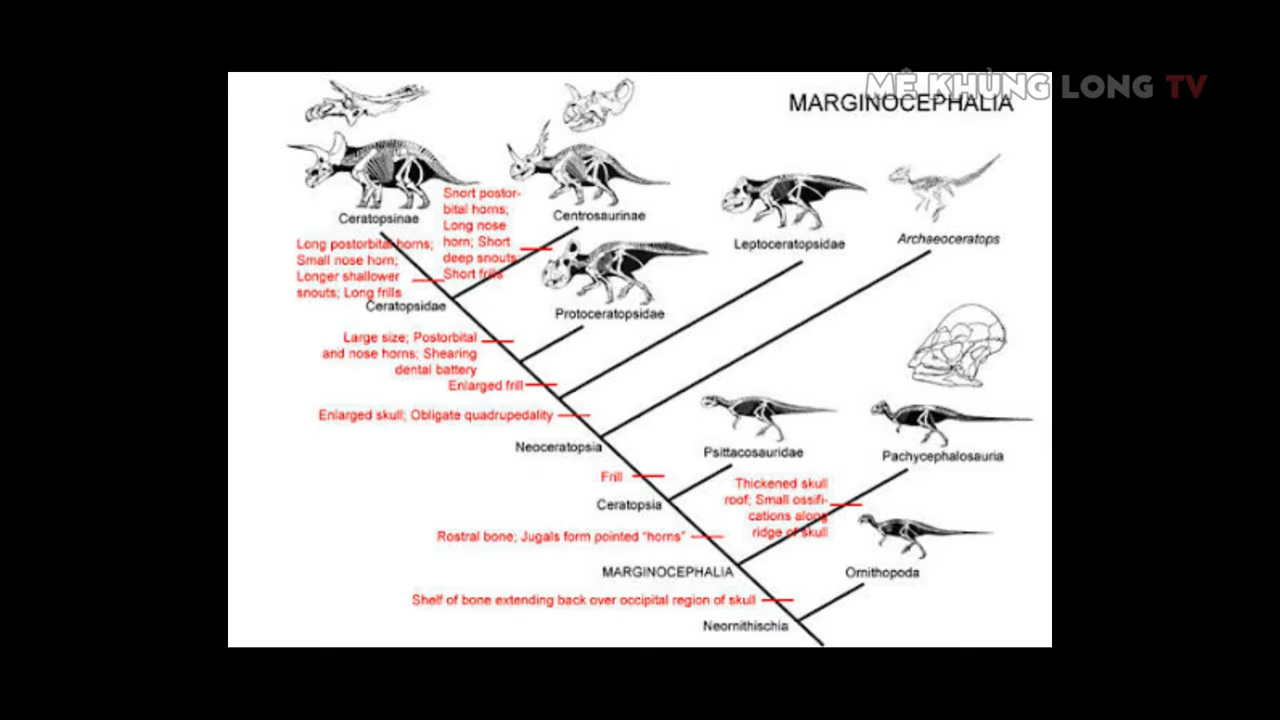 MÊ KHỦNG LONG TV
MARGINOCEPHALIA
Ceratopsinae
Snort postor-
bital horns;
Long nose
horn; Short
deep snouts;
Short frills
Centrosaurinae
Leptoceratopsidae
Archaeoceratops
Long postorbital horns;
Small nose horn;
Longer shallower
snouts; Long frills
Ceratopsidae
Protoceratopsidae
Large size; Postorbital
and nose horns; Shearing
dental battery
Enlarged frill
Enlarged skull; Obligate quadrupedality
Neoceratopsia
Psittacosauridae
Pachycephalosauria
Frill
Thickened skull
roof; Small ossifi-
cations along
ridge of skull
Ceratopsia
Rostral bone; Jugals form pointed “horns”
MARGINOCEPHALIA
Ornithopoda
Shelf of bone extending back over occipital region of skull
Neornithischia